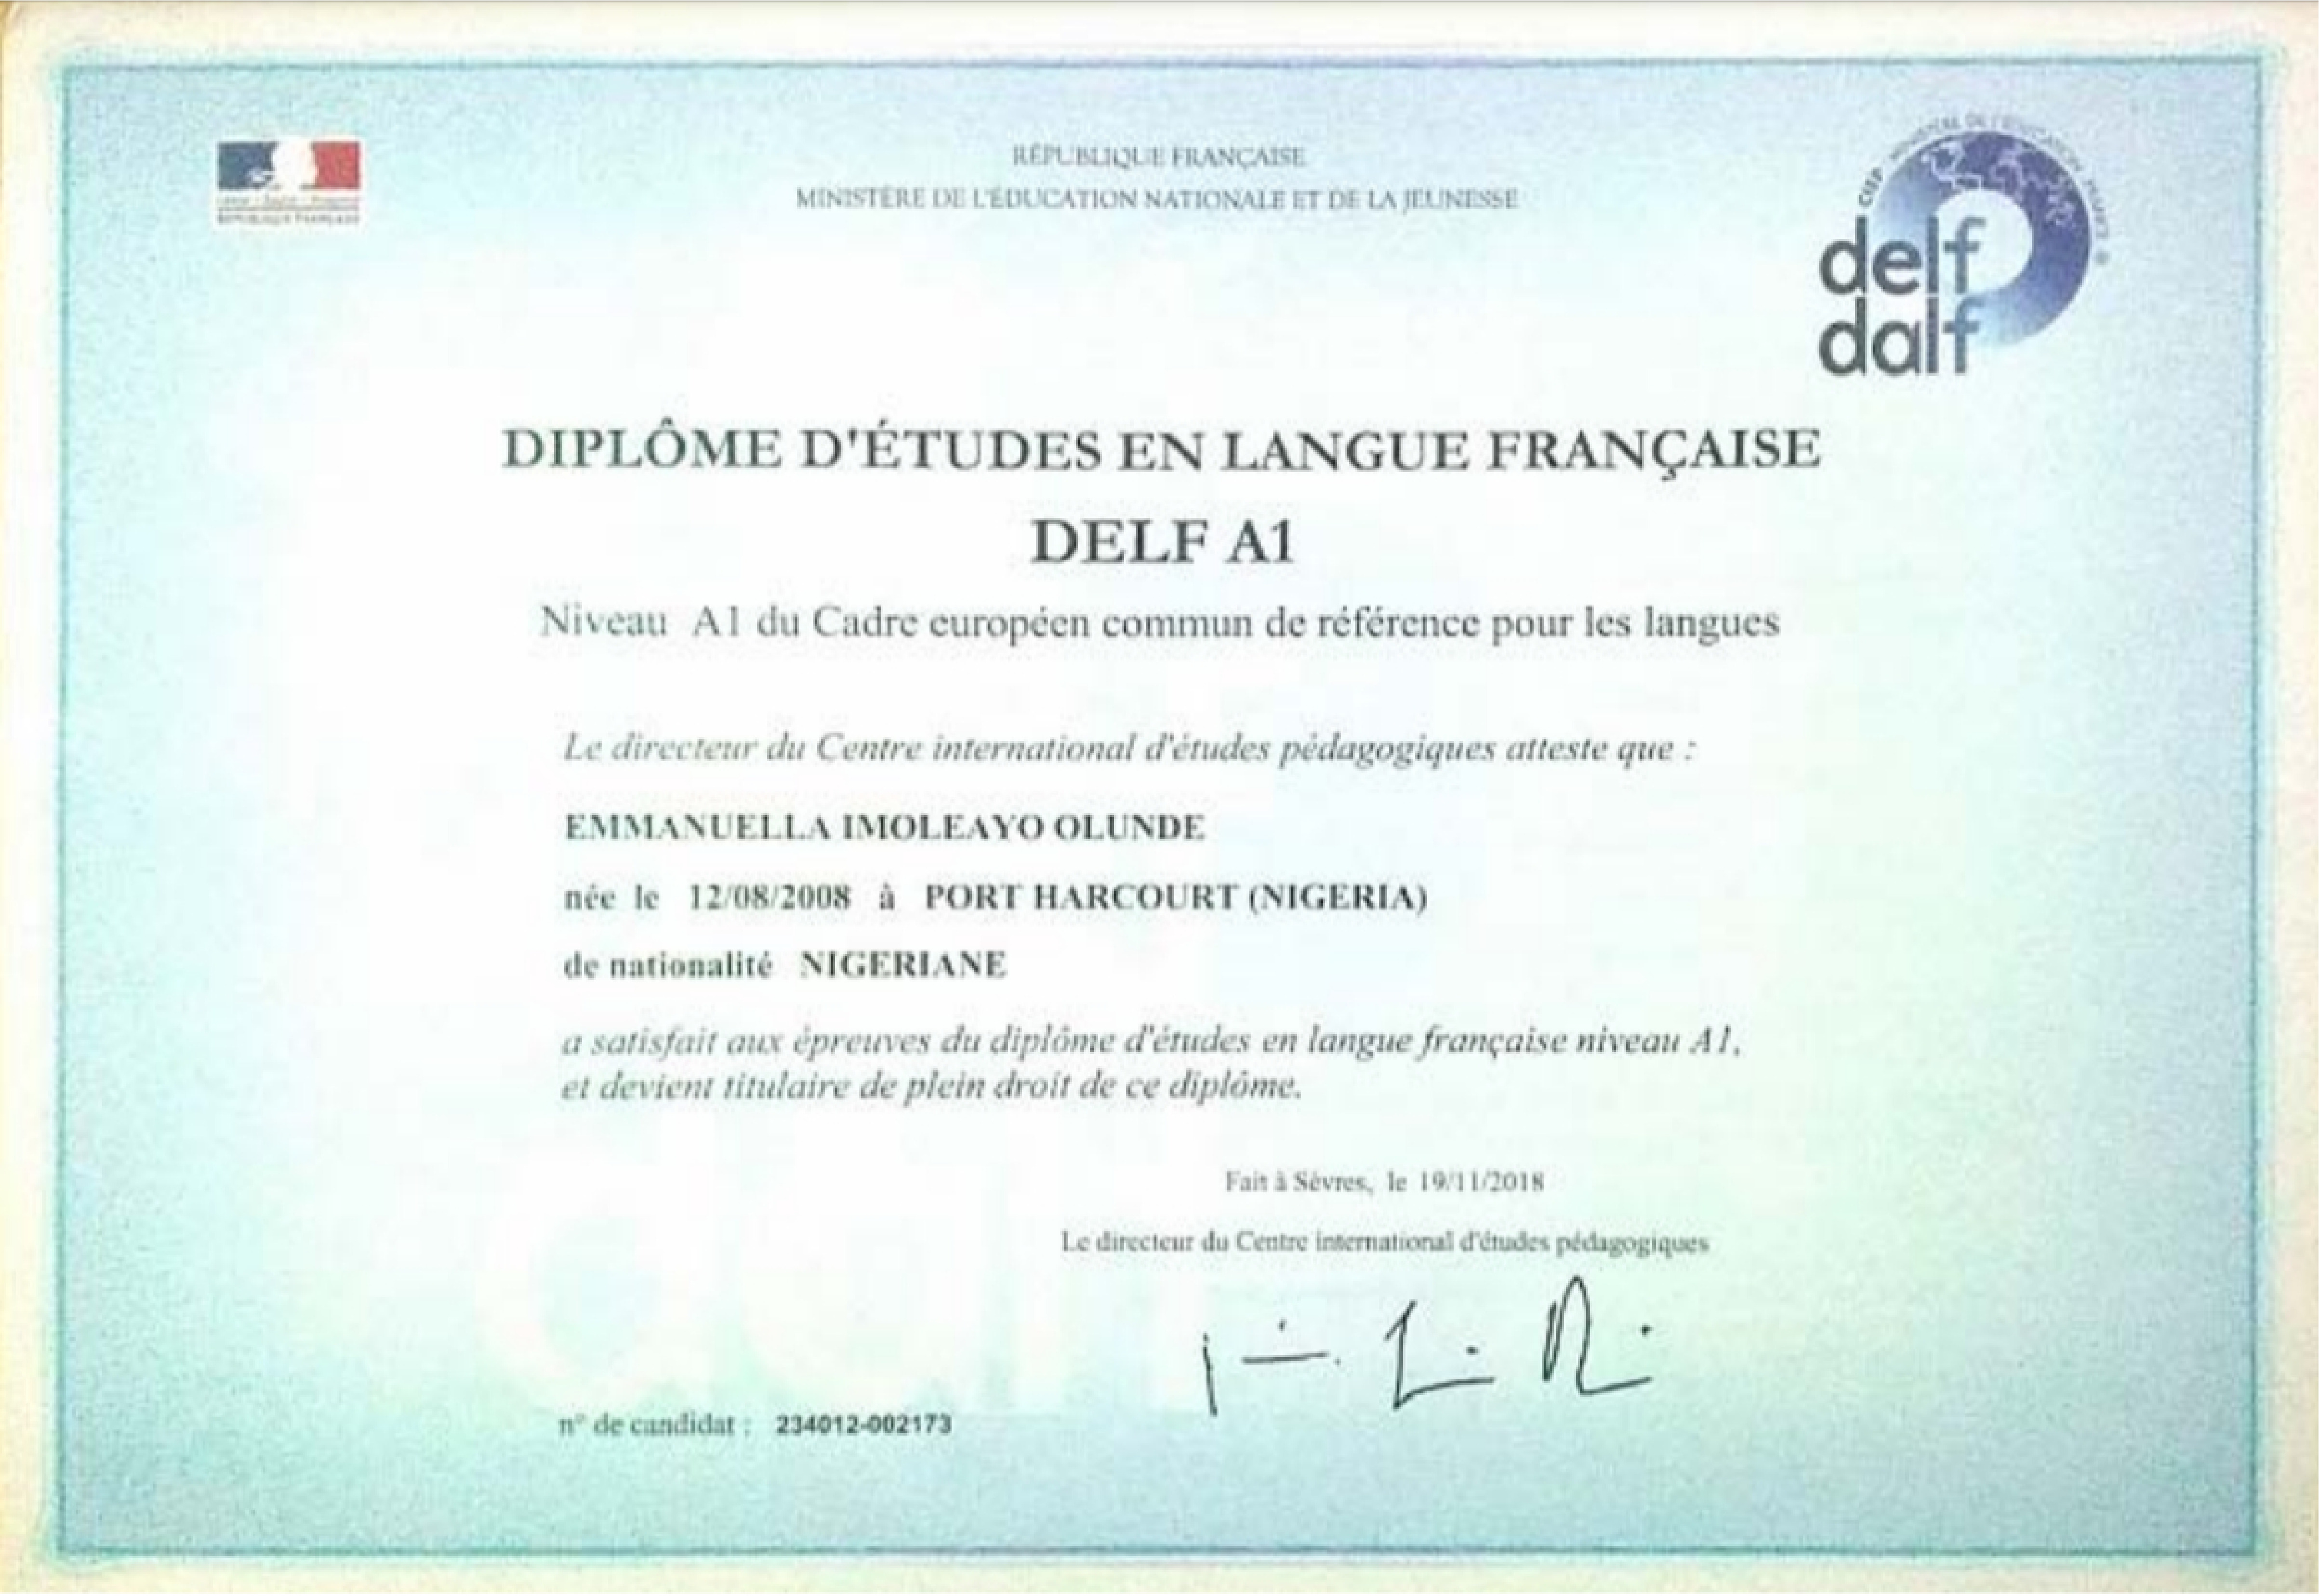 RÉPUBLIQUE FRANÇAISE
MINISTÈRE DE L'ÉDUCATION NATIONALE ET DE LA JEUNESSE
RÉPUBLIQUE FRANÇAISE
CIEP MINISTÈRE DE L'ÉDUCATION
delf
dalf
DIPLÔME D'ÉTUDES EN LANGUE FRANÇAISE
DELF A1
Niveau A1 du Cadre européen commun de référence pour les langues
Le directeur du Centre international d'études pédagogiques atteste que :
EMMANUELLA IMOLEAYO OLUNDE
née le 12/08/2008 à PORT HARCOURT (NIGERIA)
de nationalité NIGERIANE
a satisfait aux épreuves du diplôme d'études en langue française niveau A1,
et devient titulaire de plein droit de ce diplôme.
Fait à Sèvres, le 19/11/2018
Le directeur du Centre international d'études pédagogiques
n° de candidat : 234012-002173